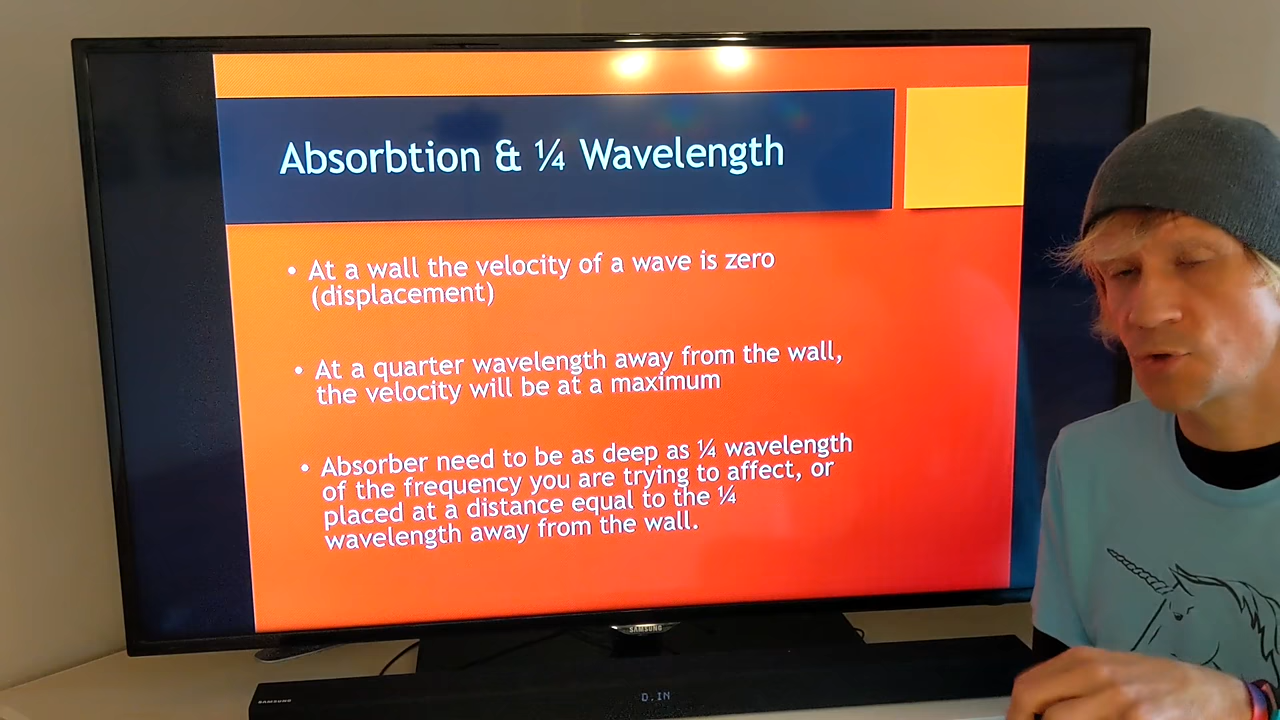 Absorbtion & ¼ Wavelength
• At a wall the velocity of a wave is zero
(displacement)
• At a quarter wavelength away from the wall,
the velocity will be at a maximum
• Absorber need to be as deep as ¼ wavelength
of the frequency you are trying to affect, or
placed at a distance equal to the ¼
wavelength away from the wall.
SAMSUNG
SAMSUNG
D.IN